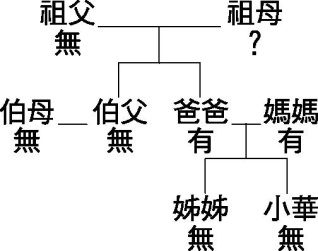 祖父 祖母
無 ?
伯母 伯父 爸爸 媽媽
無 無 有 有
姊姊 小華
無 無